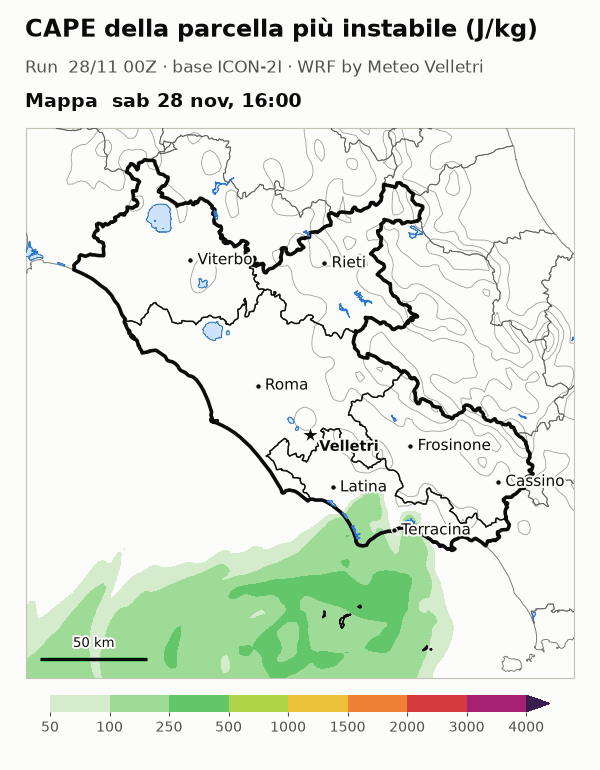 CAPE della parcella più instabile (J/kg)
Run  28/11 00Z · base ICON-2I · WRF by Meteo Velletri
Mappa  sab 28 nov, 16:00
Viterbo
Rieti
Roma
Velletri
Frosinone
Latina
Cassino
Terracina
50 km
50 100 250 500 1000 1500 2000 3000 4000